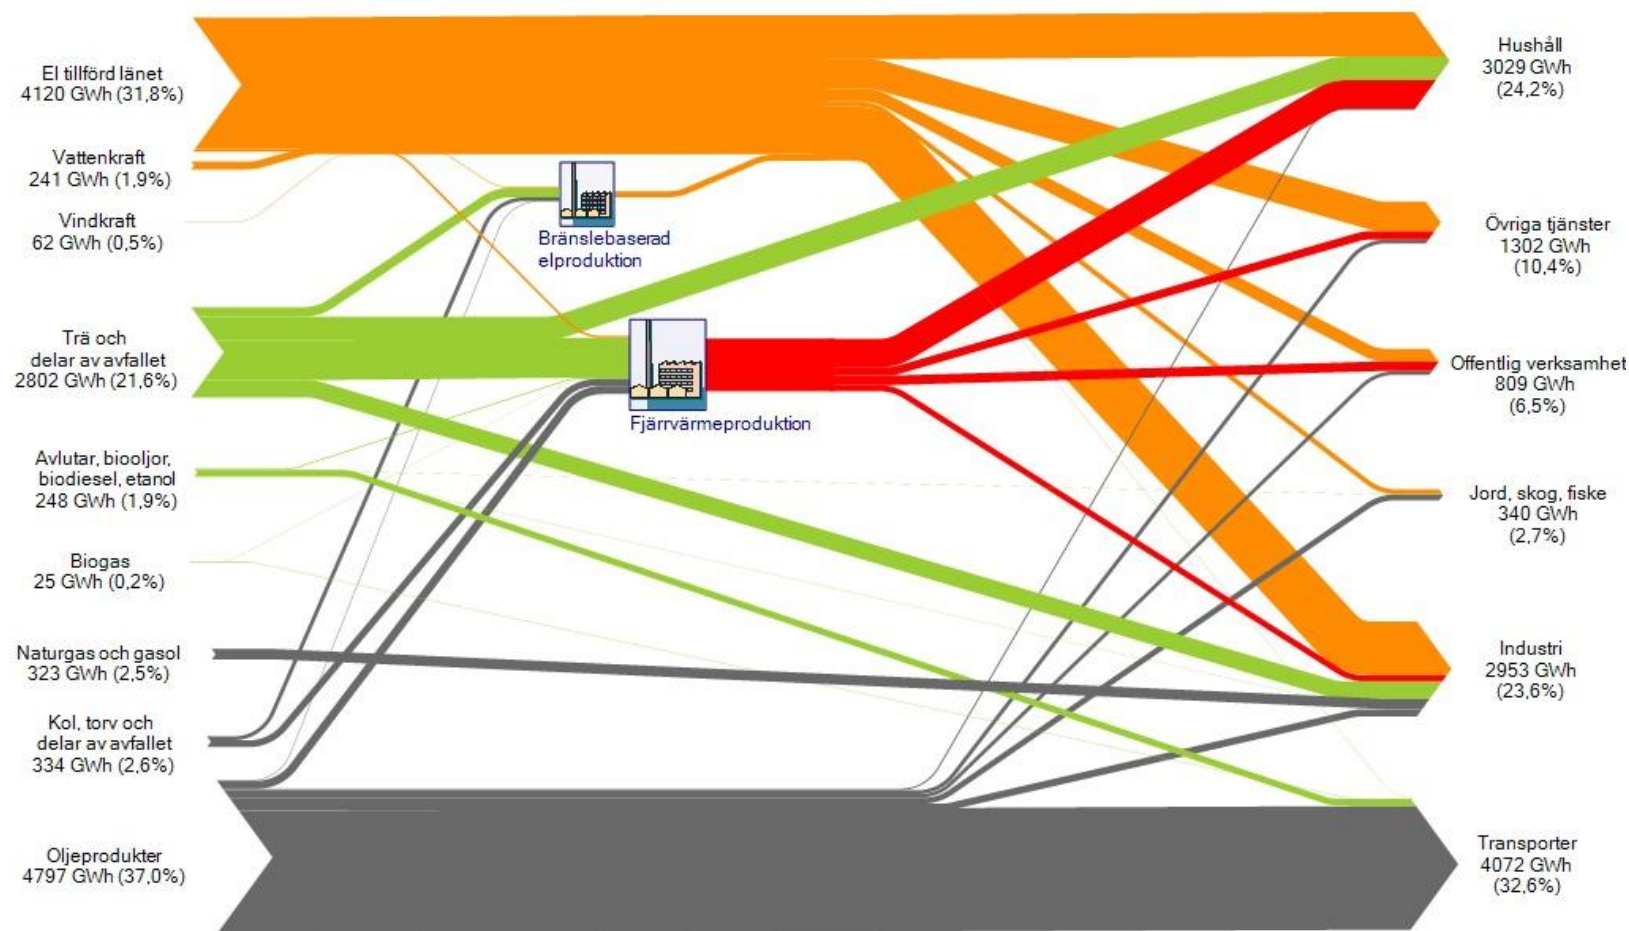 El tillförd länet
4120 GWh (31,8%)
Vattenkraft
241 GWh (1,9%)
Vindkraft
62 GWh (0,5%)
Trä och
delar av avfallet
2802 GWh (21,6%)
Avlutar, biooljor,
biodiesel, etanol
248 GWh (1,9%)
Biogas
25 GWh (0,2%)
Naturgas och gasol
323 GWh (2,5%)
Kol, torv och
delar av avfallet
334 GWh (2,6%)
Oljeprodukter
4797 GWh (37,0%)
Bränslebaserad
elproduktion
Fjärrvärmeproduktion
Hushåll
3029 GWh
(24,2%)
Övriga tjänster
1302 GWh
(10,4%)
Offentlig verksamhet
809 GWh
(6,5%)
Jord, skog, fiske
340 GWh
(2,7%)
Industri
2953 GWh
(23,6%)
Transporter
4072 GWh
(32,6%)